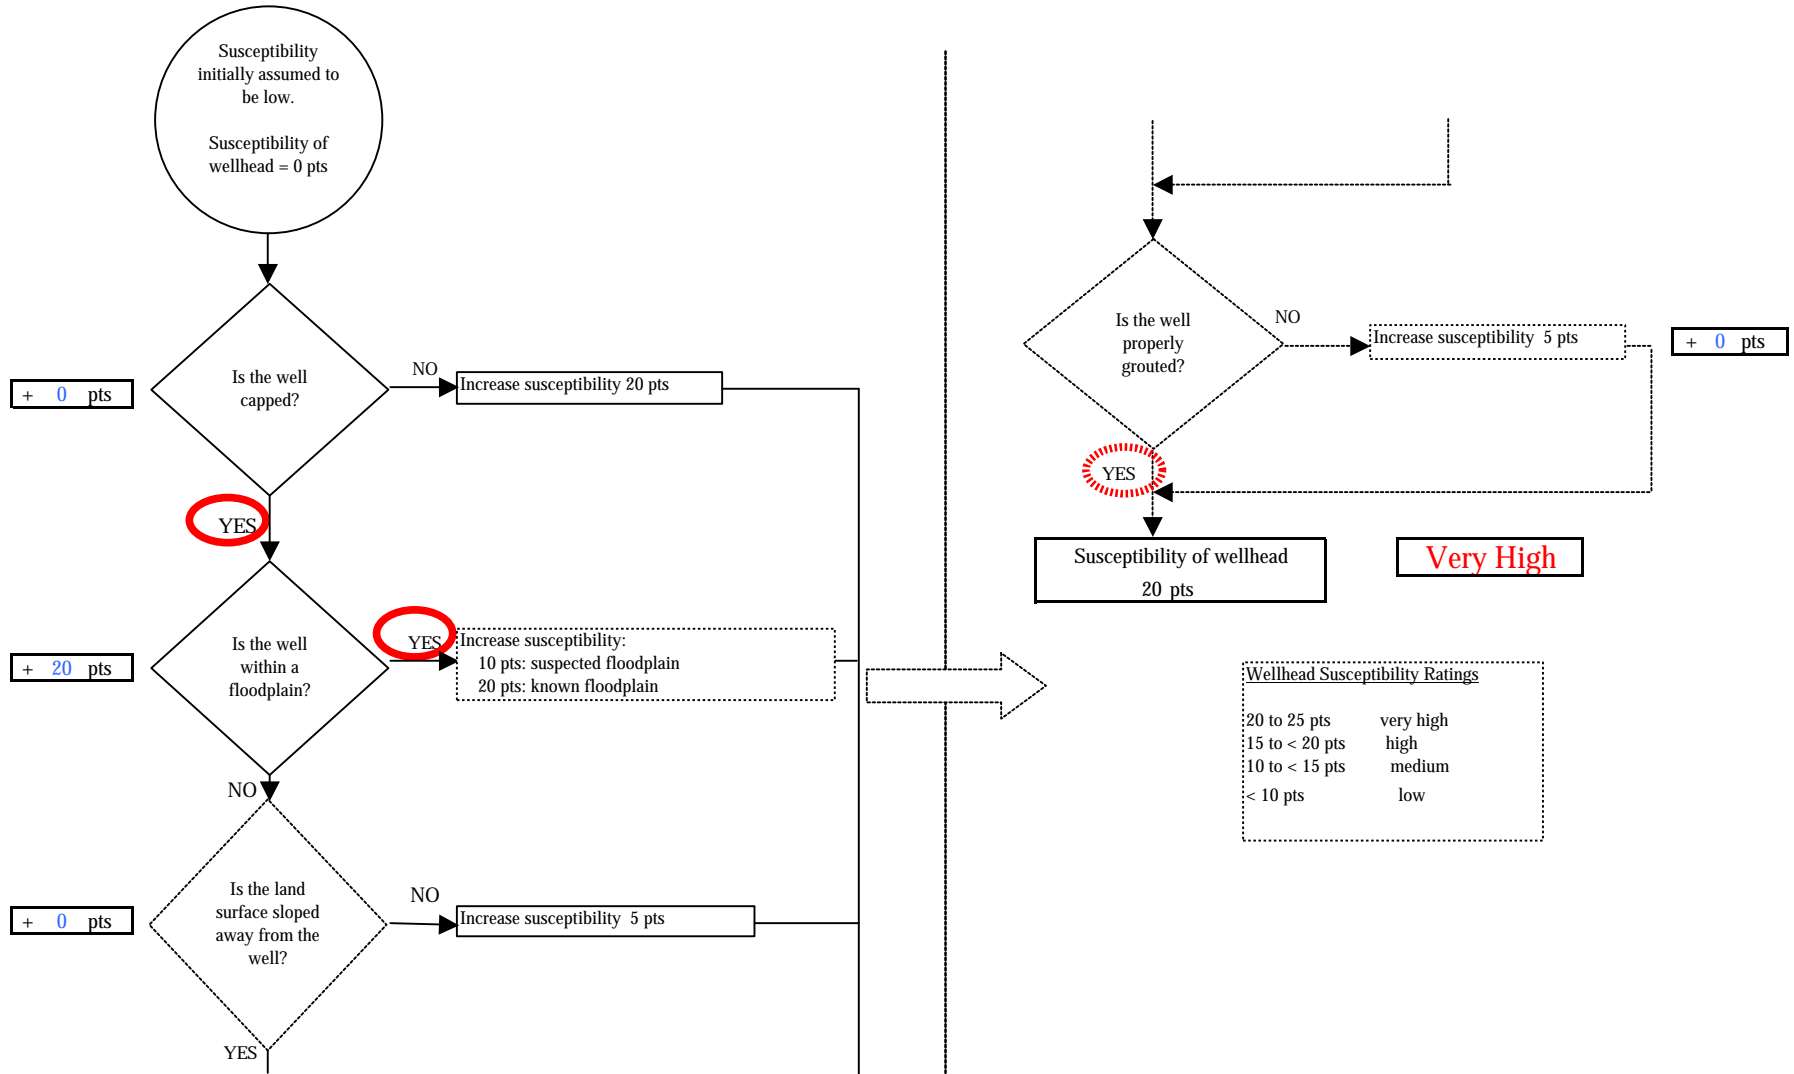 Susceptibility
initially assumed to
be low.
Susceptibility of
wellhead = 0 pts
Is the well
capped?
NO
Increase susceptibility 20 pts
+ 0 pts
YES
Is the well
within a
floodplain?
YES
Increase susceptibility:
10 pts: suspected floodplain
20 pts: known floodplain
+ 20 pts
NO
Is the land
surface sloped
away from the
well?
NO
Increase susceptibility 5 pts
+ 0 pts
YES
Is the well
properly
grouted?
NO
Increase susceptibility 5 pts
+ 0 pts
YES
Susceptibility of wellhead
20 pts
Very High
Wellhead Susceptibility Ratings
20 to 25 pts very high
15 to < 20 pts high
10 to < 15 pts medium
< 10 pts low